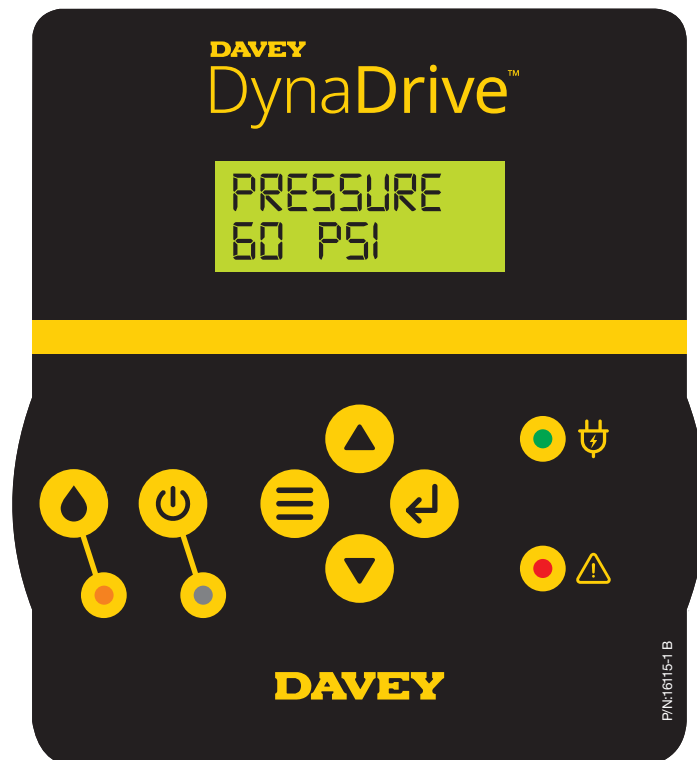 DAVEY
DynaDrive™
PRESSURE
60 PSI
DAVEY
P/N:16115-1 B